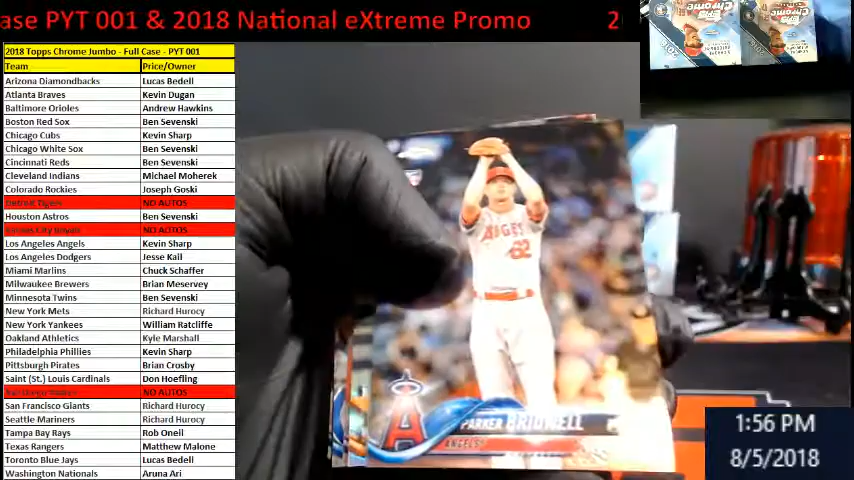 ase PYT 001 & 2018 National eXtreme Promo 2
2018 Topps Chrome Jumbo - Full Case - PYT 001
Team Price/Owner
Arizona Diamondbacks Lucas Bedell
Atlanta Braves Kevin Dugan
Baltimore Orioles Andrew Hawkins
Boston Red Sox Ben Sevenski
Chicago Cubs Kevin Sharp
Chicago White Sox Ben Sevenski
Cincinnati Reds Ben Sevenski
Cleveland Indians Michael Moherek
Colorado Rockies Joseph Goski
Detroit Tigers NO AUTOS
Houston Astros Ben Sevenski
Kansas City Royals NO AUTOS
Los Angeles Angels Kevin Sharp
Los Angeles Dodgers Jesse Kail
Miami Marlins Chuck Schaffer
Milwaukee Brewers Brian Meservey
Minnesota Twins Ben Sevenski
New York Mets Richard Hurocy
New York Yankees William Ratcliffe
Oakland Athletics Kyle Marshall
Philadelphia Phillies Kevin Sharp
Pittsburgh Pirates Brian Crosby
Saint (St.) Louis Cardinals Don Hoefling
NO AUTOS
San Francisco Giants Richard Hurocy
Seattle Mariners Richard Hurocy
Tampa Bay Rays Rob Oneil
Texas Rangers Matthew Malone
Toronto Blue Jays Lucas Bedell
Washington Nationals Aruna Ari
ANGELS
62
PARKER BRIDWELL
ANGELS
1:56 PM
8/5/2018